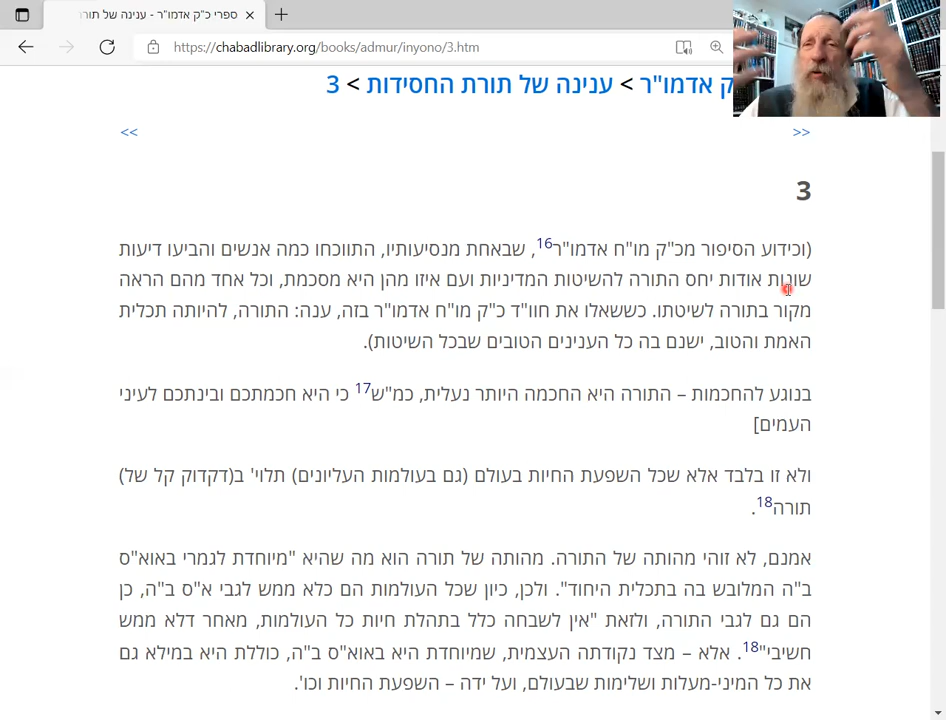 ספרי כ"ק אדמו"ר - ענינה של תורת
https://chabadlibrary.org/books/admur/inyono/3.htm
ק אדמו"ר > ענינה של תורת החסידות > 3
<< >>
3
(וכידוע הסיפור מכ"ק מו"ח אדמו"ר16, שבאחת מנסיעותיו, התווכחו כמה אנשים והביעו דיעות
שונות אודות יחס התורה להשיטות המדיניות ועם איזו מהן היא מסכמת, וכל אחד מהם הראה
מקור בתורה לשיטתו. כששאלו את חוו"ד כ"ק מו"ח אדמו"ר בזה, ענה: התורה, להיותה תכלית
האמת והטוב, ישנם בה כל הענינים הטובים שבכל השיטות).
בנוגע להחכמות – התורה היא החכמה היותר נעלית, כמ"ש17 כי היא חכמתכם ובינתכם לעיני
העמים]
ולא זו בלבד אלא שכל השפעת החיות בעולם (גם בעולמות העליונים) תלוי' ב(דקדוק קל של)
תורה18.
אמנם, לא זוהי מהותה של התורה. מהותה של תורה הוא מה שהיא "מיוחדת לגמרי באוא"ס
ב"ה המלובש בה בתכלית היחוד". ולכן, כיון שכל העולמות הם כלא ממש לגבי א"ס ב"ה, כן
הם גם לגבי התורה, ולזאת "אין לשבחה כלל בתהלת חיות כל העולמות, מאחר דלא ממש
חשיבי"18. אלא – מצד נקודתה העצמית, שמיוחדת היא באוא"ס ב"ה, כוללת היא במילא גם
את כל המיני-מעלות ושלימות שבעולם, ועל ידה – השפעת החיות וכו'.